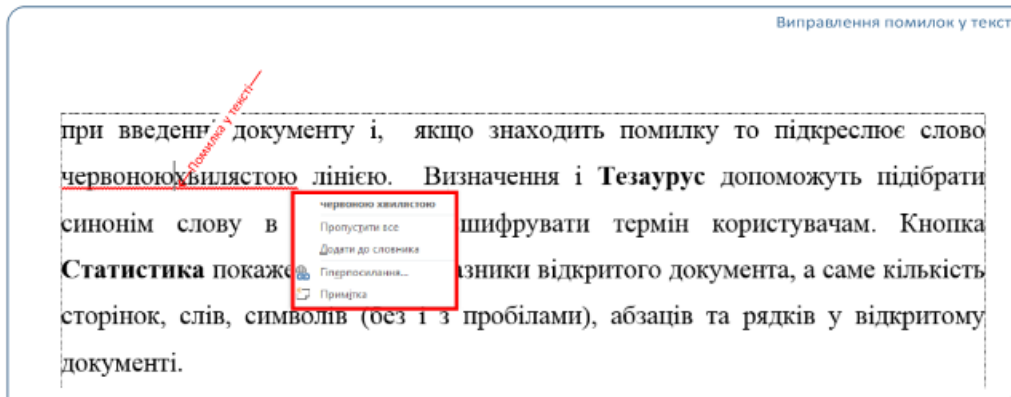 Виправлення помилок у текст
Помилка у тексті
при введенні документу і, якщо знаходить помилку то підкреслює слово
червоноюхвилястою лінією. Визначення і Тезаурус допоможуть підібрати
синонім слову в шифрувати термін користувачам. Кнопка
Статистика покаже азники відкритого документа, а саме кількість
сторінок, слів, символів (без і з пробілами), абзаців та рядків у відкритому
документі.
червоною хвилястою
Пропустити все
Додати до словника
Гіперпосилання...
Примітка